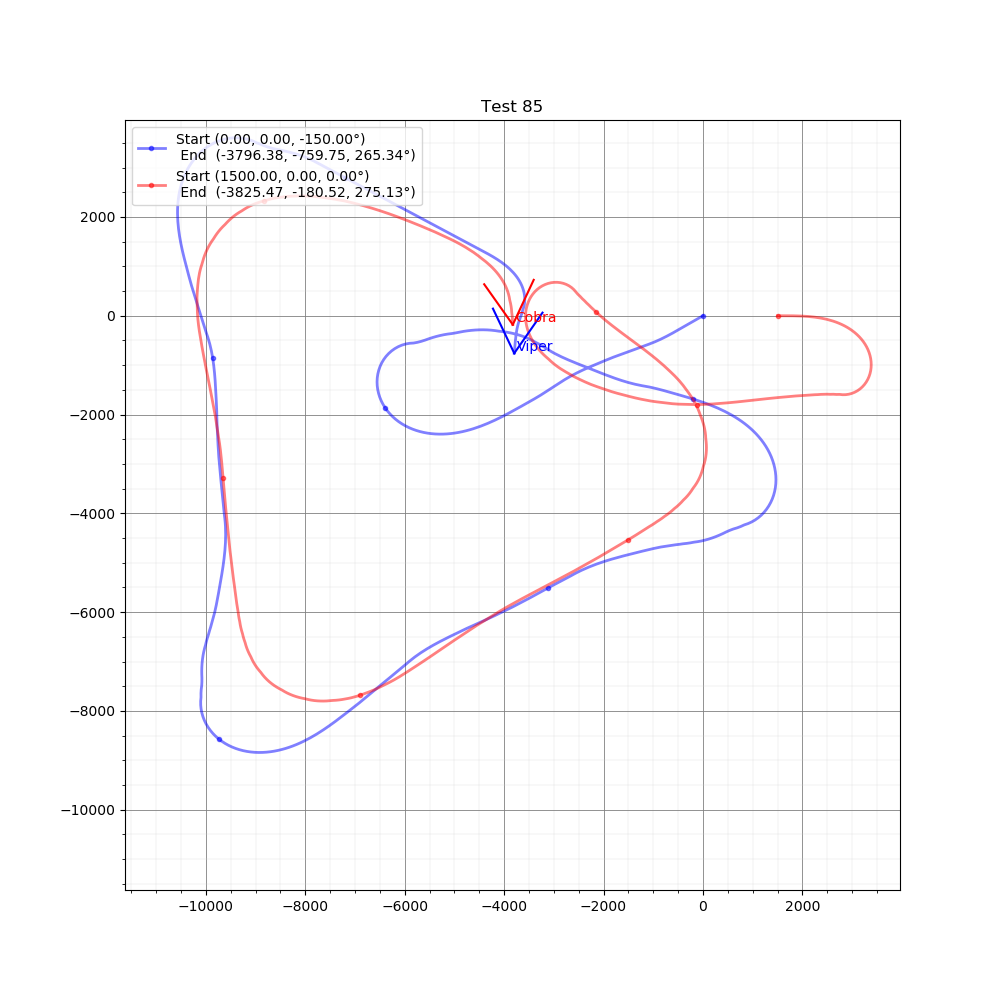 Test 85
Start (0.00, 0.00, -150.00°)
End (-3796.38, -759.75, 265.34°)
Start (1500.00, 0.00, 0.00°)
End (-3825.47, -180.52, 275.13°)
2000
0
−2000
−4000
−6000
−8000
−10000
Cobra
Viper
−10000 −8000 −6000 −4000 −2000 0 2000